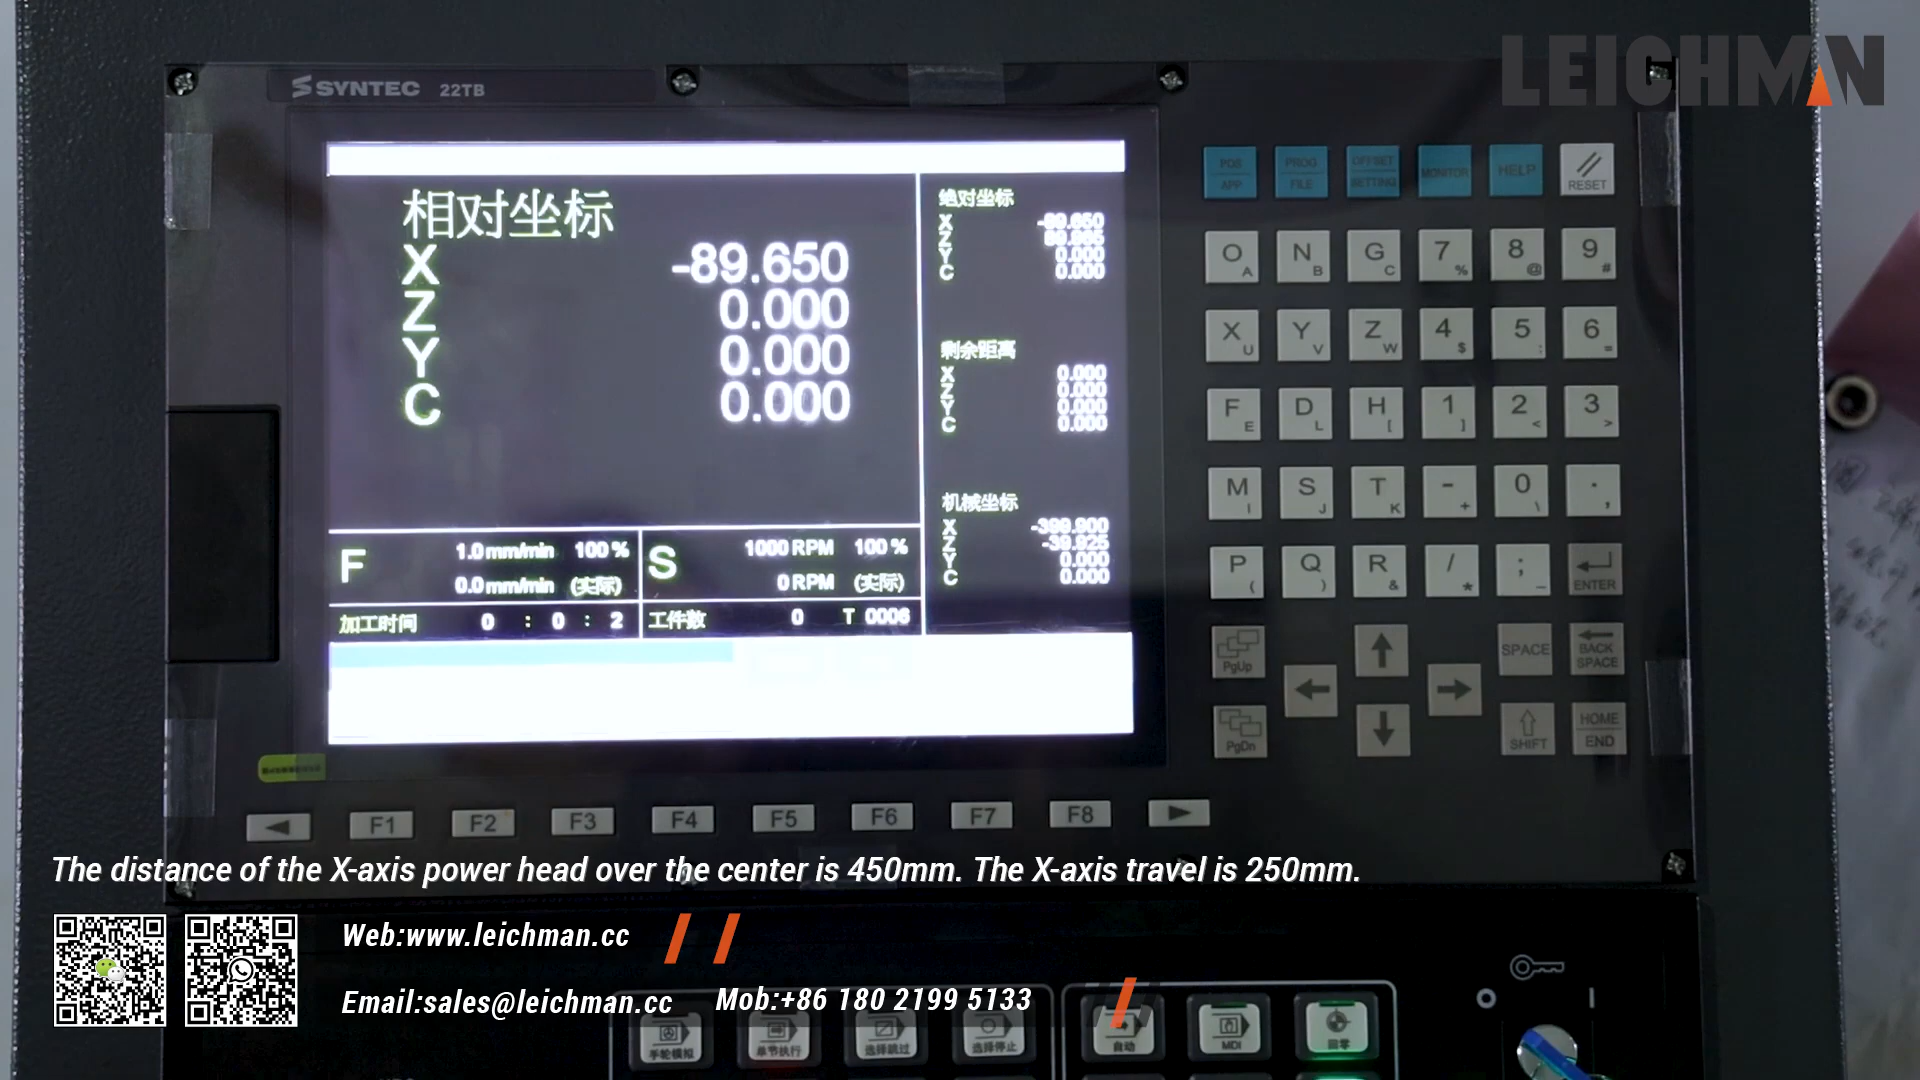 LEICHMAN
SYNTEC 22TB
相对坐标
X -89.650
Z 0.000
Y 0.000
C 0.000
绝对坐标
X -89.650
Z
Y 0.000
C 0.000
剩余距离
X 0.000
Z 0.000
Y 0.000
C 0.000
机械坐标
X -399.900
Z -39.925
Y 0.000
C 0.000
F 1.0 mm/min 100 %
0.0 mm/min (实际)
S 1000 RPM 100 %
0 RPM (实际)
加工时间 0 : 0 : 2
工件数 0 T 0006
POS APP
PROG FILE
OFFSET SETTING
MONITOR
HELP
RESET
O A N B G C 7 % 8 @ 9 #
X U Y V Z W 4 $ 5 : 6 =
F E D L H [ 1 ] 2 < 3 >
M I S J T K - + 0 \ . ,
P ( Q ) R & / * ; _ ENTER
PgUp SPACE BACK SPACE
PgDn SHIFT HOME END
F1 F2 F3 F4 F5 F6 F7 F8
The distance of the X-axis power head over the center is 450mm. The X-axis travel is 250mm.
Web:www.leichman.cc
Email:sales@leichman.cc Mob:+86 180 2199 5133
手轮模拟 单节执行 选择跳过 选择停止 自动 MDI 回零